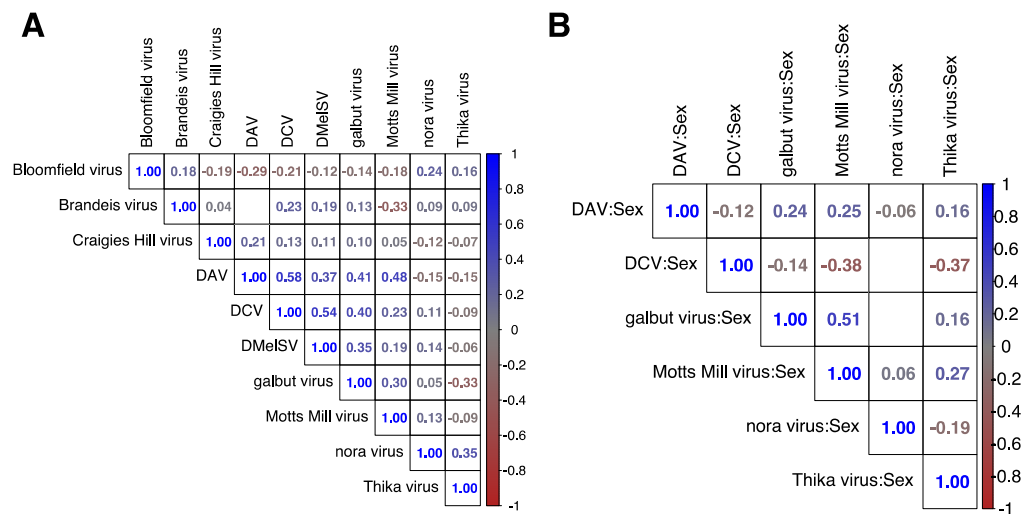 A
Bloomfield virus
Brandeis virus
Craigies Hill virus
DAV
DCV
DMelSV
galbut virus
Motts Mill virus
nora virus
Thika virus
Bloomfield virus 1.00 0.18 -0.19 -0.29 -0.21 -0.12 -0.14 -0.18 0.24 0.16
Brandeis virus 1.00 0.04 0.23 0.19 0.13 -0.33 0.09 0.09
Craigies Hill virus 1.00 0.21 0.13 0.11 0.10 0.05 -0.12 -0.07
DAV 1.00 0.58 0.37 0.41 0.48 -0.15 -0.15
DCV 1.00 0.54 0.40 0.23 0.11 -0.09
DMelSV 1.00 0.35 0.19 0.14 -0.06
galbut virus 1.00 0.30 0.05 -0.33
Motts Mill virus 1.00 0.13 -0.09
nora virus 1.00 0.35
Thika virus 1.00
1
0.8
0.6
0.4
0.2
0
-0.2
-0.4
-0.6
-0.8
-1
B
DAV:Sex
DCV:Sex
galbut virus:Sex
Motts Mill virus:Sex
nora virus:Sex
Thika virus:Sex
DAV:Sex 1.00 -0.12 0.24 0.25 -0.06 0.16
DCV:Sex 1.00 -0.14 -0.38 -0.37
galbut virus:Sex 1.00 0.51 0.16
Motts Mill virus:Sex 1.00 0.06 0.27
nora virus:Sex 1.00 -0.19
Thika virus:Sex 1.00
1
0.8
0.6
0.4
0.2
0
-0.2
-0.4
-0.6
-0.8
-1